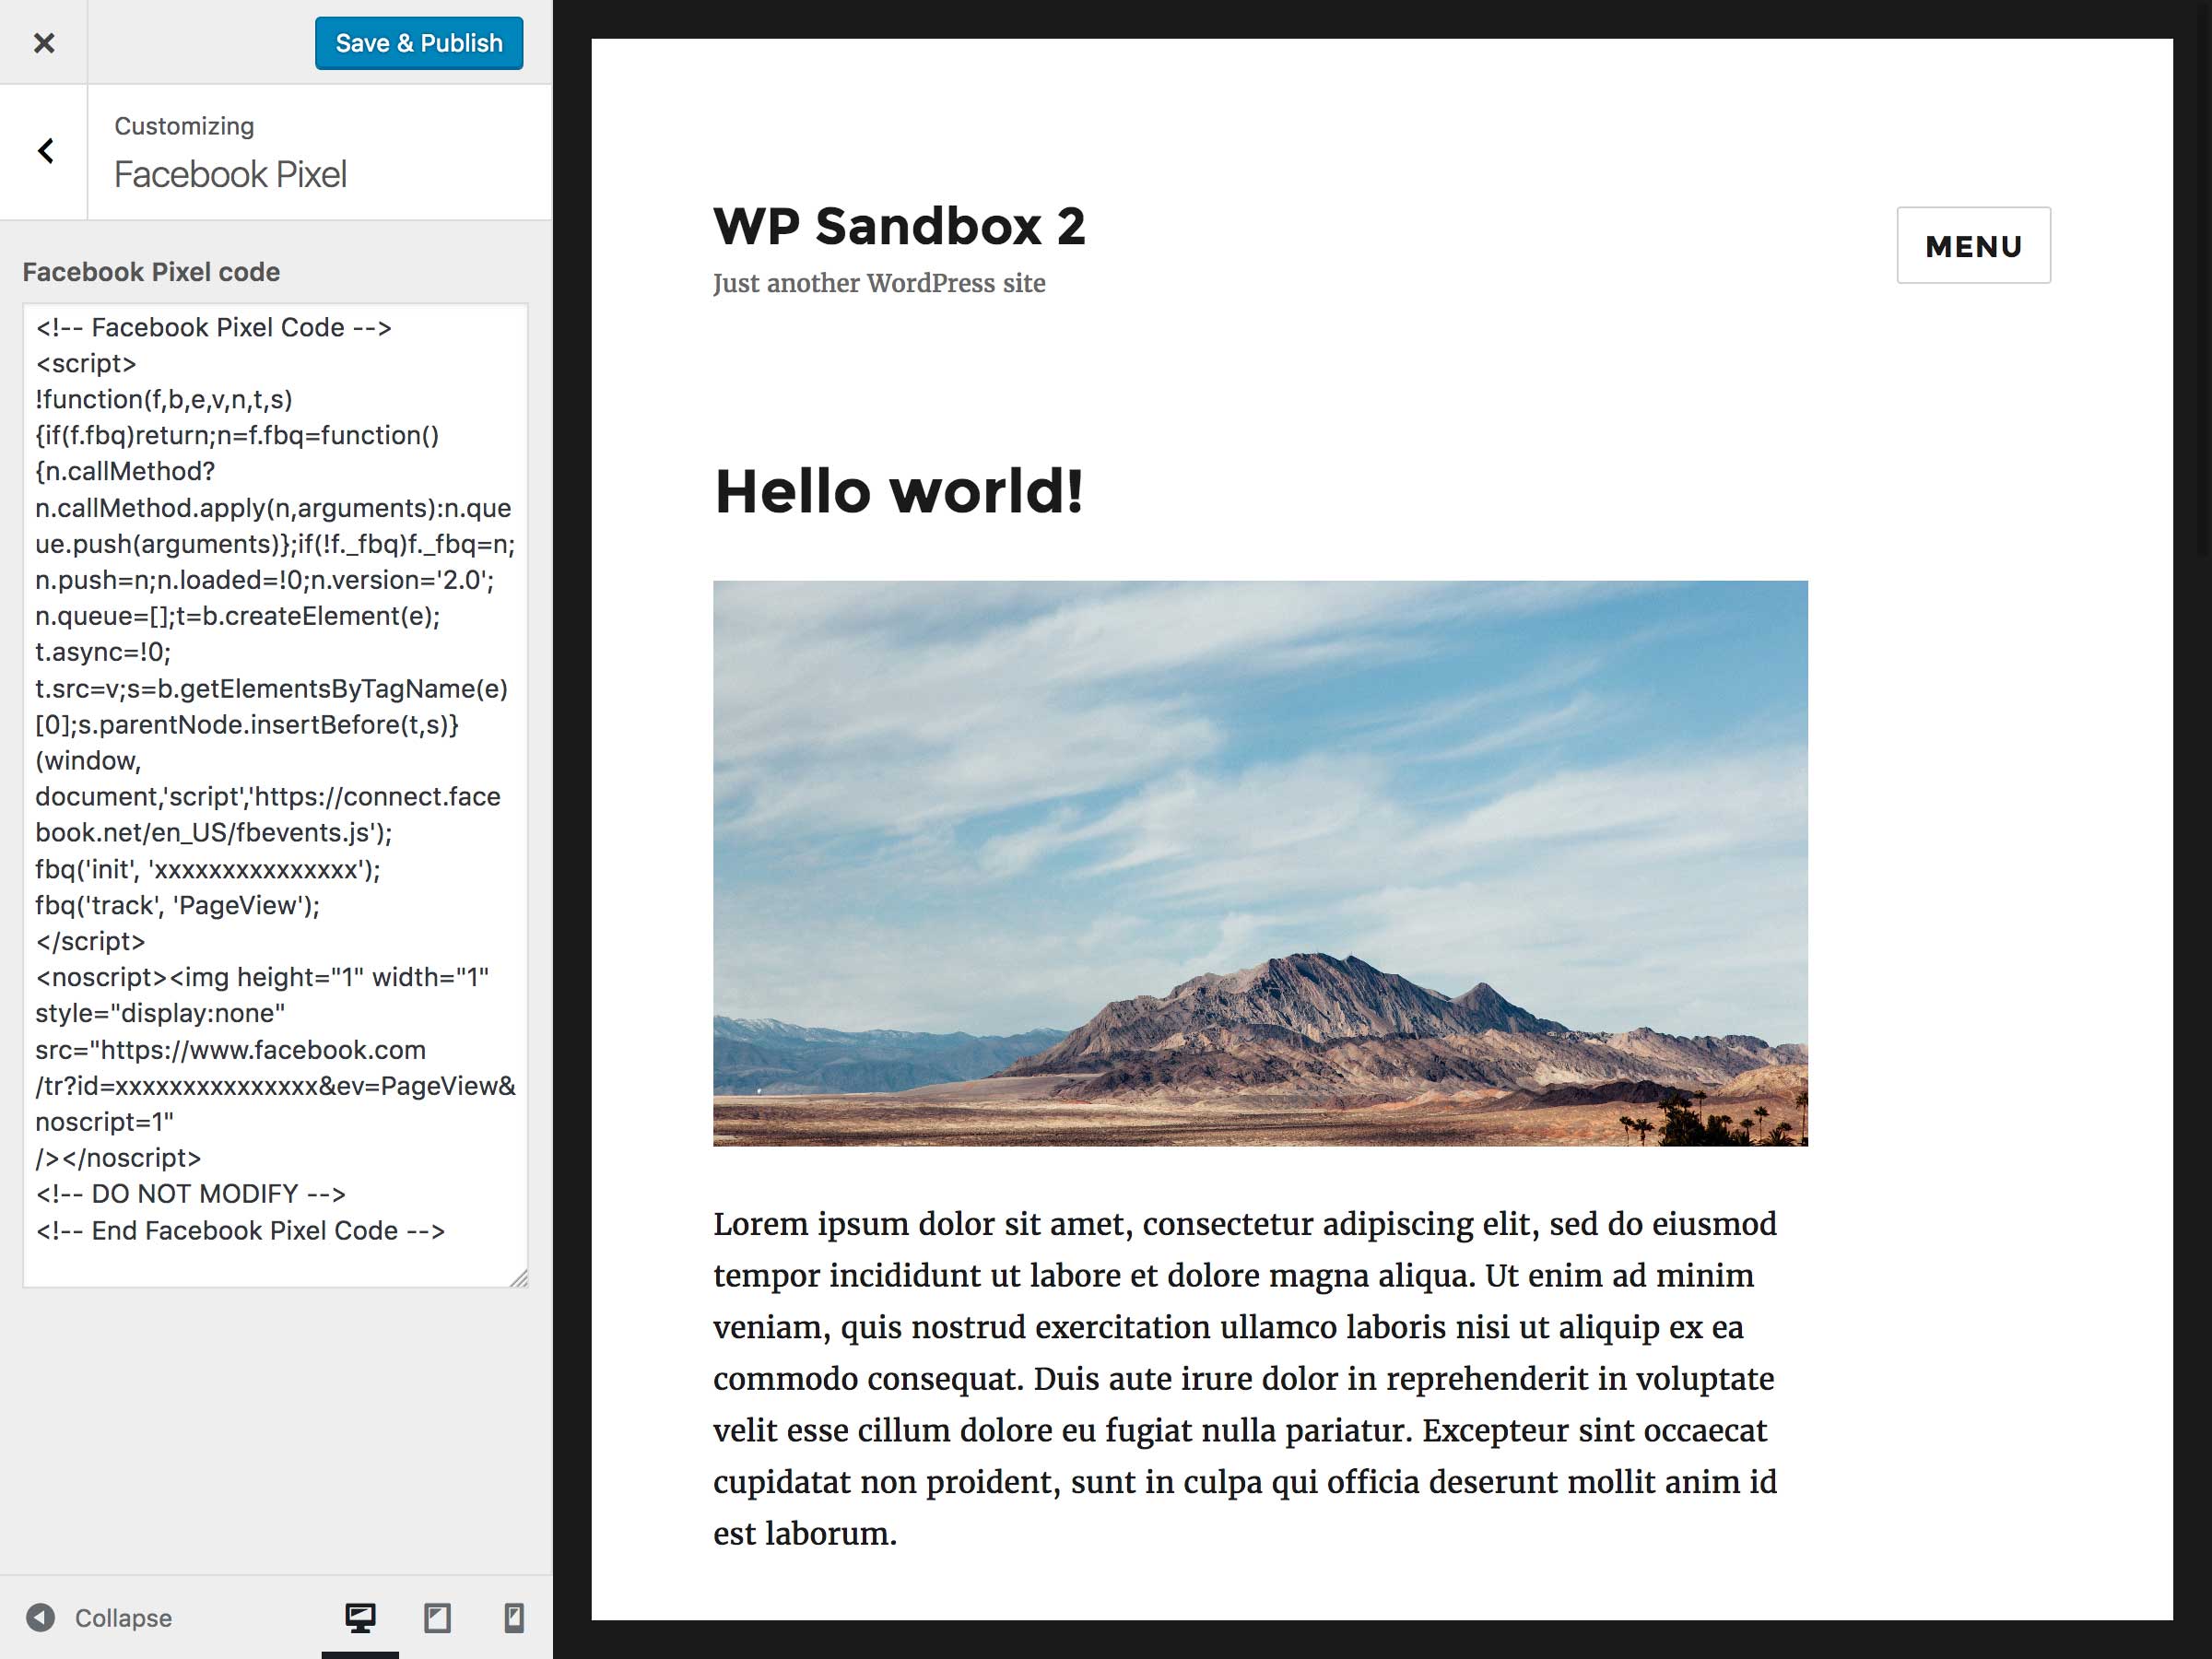 Save & Publish
Customizing
Facebook Pixel
Facebook Pixel code
<!-- Facebook Pixel Code -->
<script>
!function(f,b,e,v,n,t,s)
{if(f.fbq)return;n=f.fbq=function()
{n.callMethod?
n.callMethod.apply(n,arguments):n.que
ue.push(arguments)};if(!f._fbq)f._fbq=n;
n.push=n;n.loaded=!0;n.version='2.0';
n.queue=[];t=b.createElement(e);
t.async=!0;
t.src=v;s=b.getElementsByTagName(e)
[0];s.parentNode.insertBefore(t,s)}
(window,
document,'script','https://connect.face
book.net/en_US/fbevents.js');
fbq('init', 'xxxxxxxxxxxxxxx');
fbq('track', 'PageView');
</script>
<noscript><img height="1" width="1"
style="display:none"
src="https://www.facebook.com
/tr?id=xxxxxxxxxxxxxxx&ev=PageView&
noscript=1"
/></noscript>
<!-- DO NOT MODIFY -->
<!-- End Facebook Pixel Code -->
Collapse
WP Sandbox 2
Just another WordPress site
MENU
Hello world!
Lorem ipsum dolor sit amet, consectetur adipiscing elit, sed do eiusmod
tempor incididunt ut labore et dolore magna aliqua. Ut enim ad minim
veniam, quis nostrud exercitation ullamco laboris nisi ut aliquip ex ea
commodo consequat. Duis aute irure dolor in reprehenderit in voluptate
velit esse cillum dolore eu fugiat nulla pariatur. Excepteur sint occaecat
cupidatat non proident, sunt in culpa qui officia deserunt mollit anim id
est laborum.